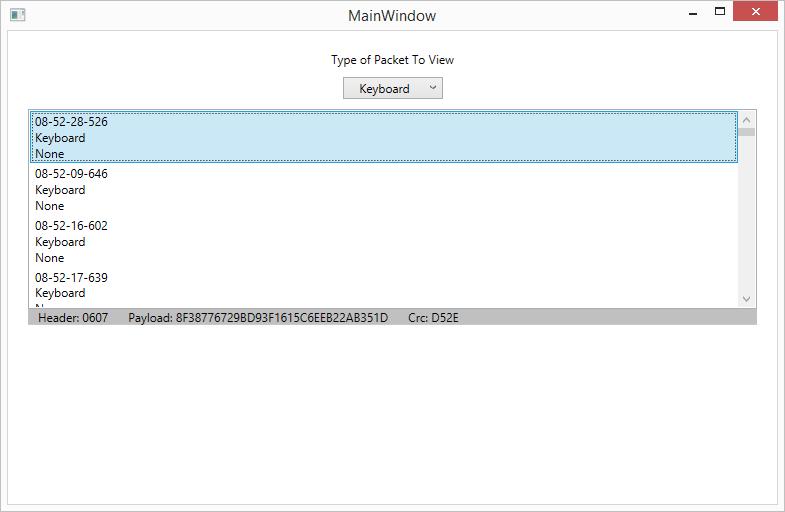 MainWindow
Type of Packet To View
Keyboard
08-52-28-526
Keyboard
None
08-52-09-646
Keyboard
None
08-52-16-602
Keyboard
None
08-52-17-639
Keyboard
Header: 0607 Payload: 8F38776729BD93F1615C6EEB22AB351D Crc: D52E